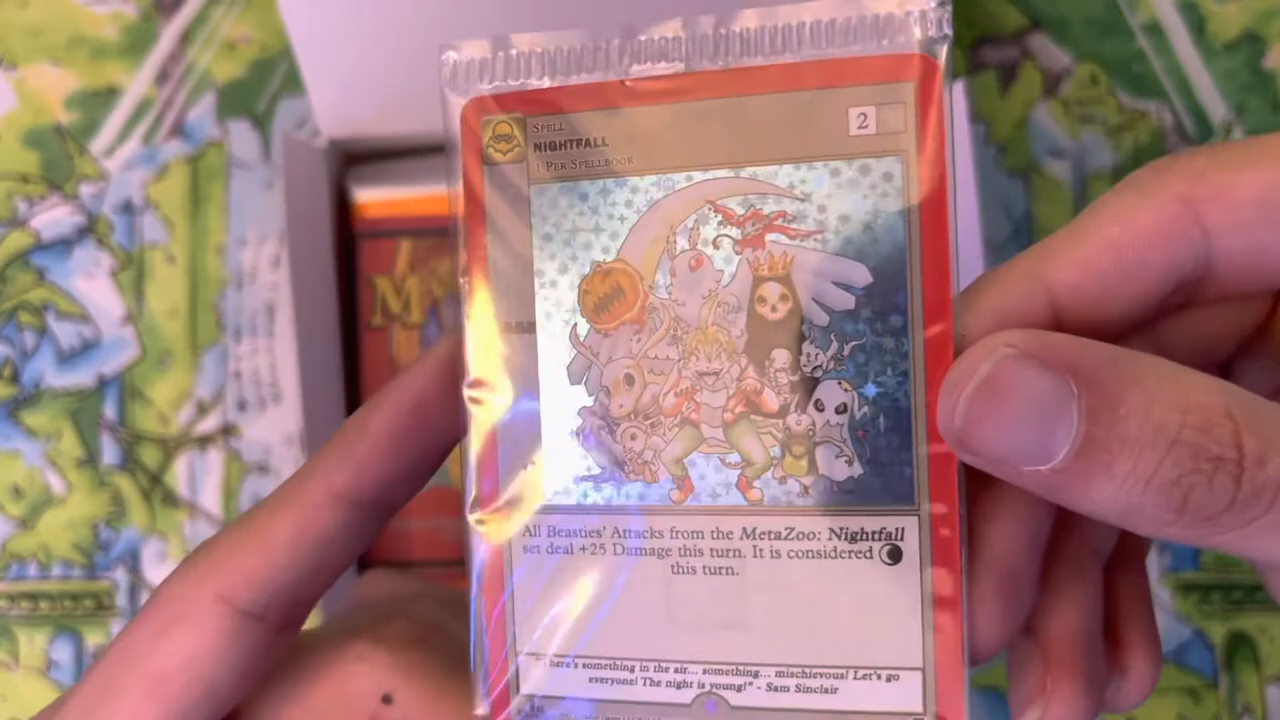 SPELL
NIGHTFALL
1 PER SPELLBOOK
2
All Beasties' Attacks from the MetaZoo: Nightfall
set deal +25 Damage this turn. It is considered
this turn.
here's something in the air... something... mischievous! Let's go
everyone! The night is young!" - Sam Sinclair
M